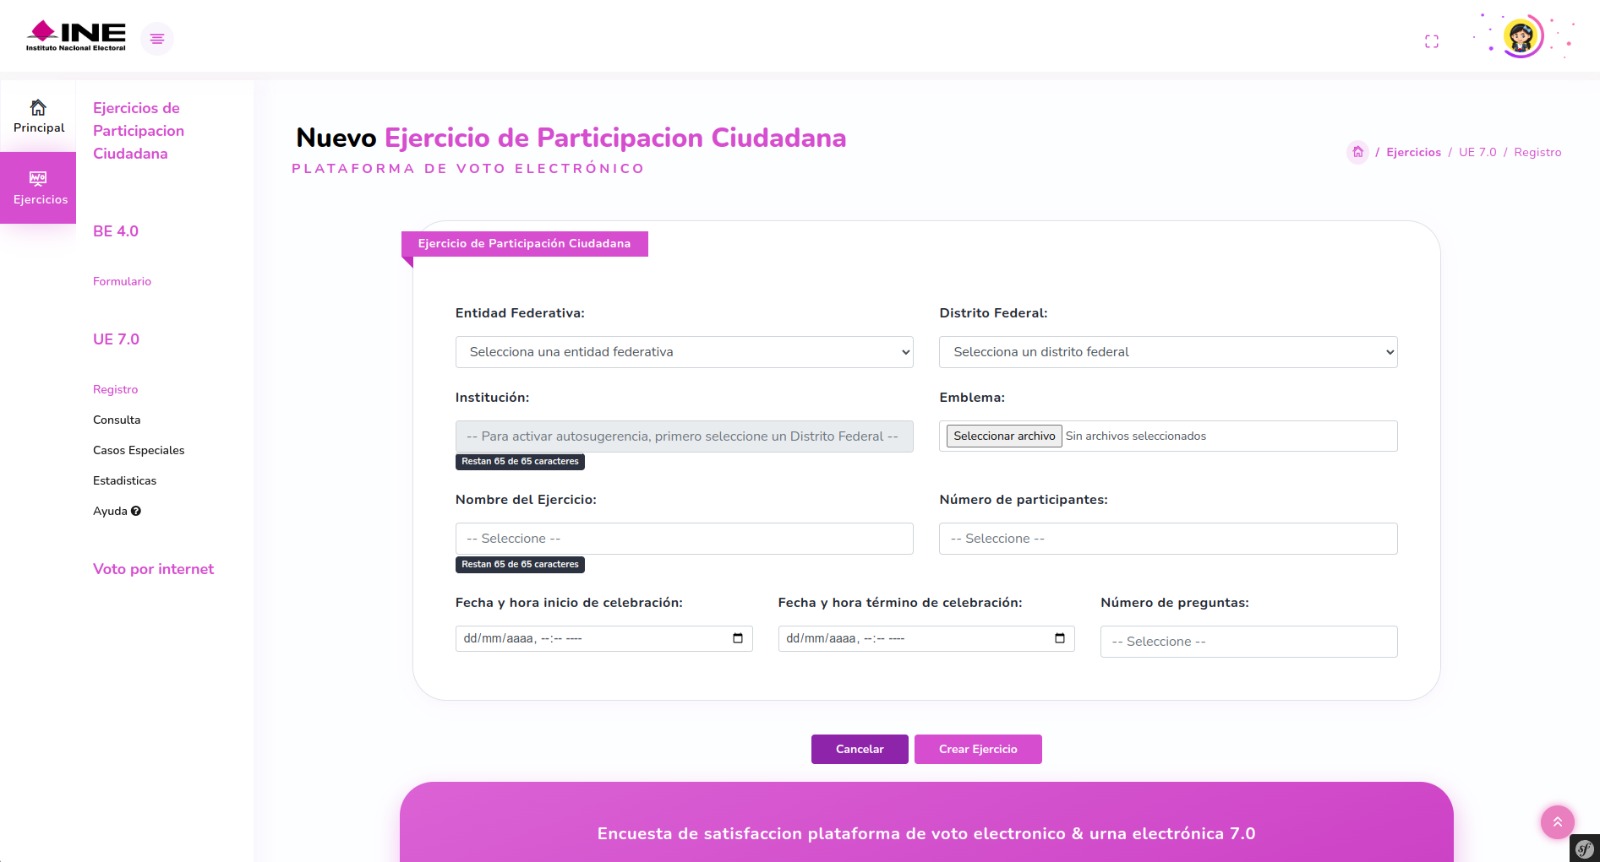 INE
Instituto Nacional Electoral
Principal
Ejercicios
Ejercicios de
Participacion
Ciudadana
BE 4.0
Formulario
UE 7.0
Registro
Consulta
Casos Especiales
Estadisticas
Ayuda
Voto por internet
Nuevo Ejercicio de Participacion Ciudadana
PLATAFORMA DE VOTO ELECTRÓNICO
/ Ejercicios / UE 7.0 / Registro
Ejercicio de Participación Ciudadana
Entidad Federativa:
Distrito Federal:
Selecciona una entidad federativa
Selecciona un distrito federal
Institución:
Emblema:
-- Para activar autosugerencia, primero seleccione un Distrito Federal --
Seleccionar archivo Sin archivos seleccionados
Restan 65 de 65 caracteres
Nombre del Ejercicio:
Número de participantes:
-- Seleccione --
-- Seleccione --
Restan 65 de 65 caracteres
Fecha y hora inicio de celebración:
Fecha y hora término de celebración:
Número de preguntas:
dd/mm/aaaa, --:-- ----
dd/mm/aaaa, --:-- ----
-- Seleccione --
Cancelar
Crear Ejercicio
Encuesta de satisfaccion plataforma de voto electronico & urna electrónica 7.0
sf